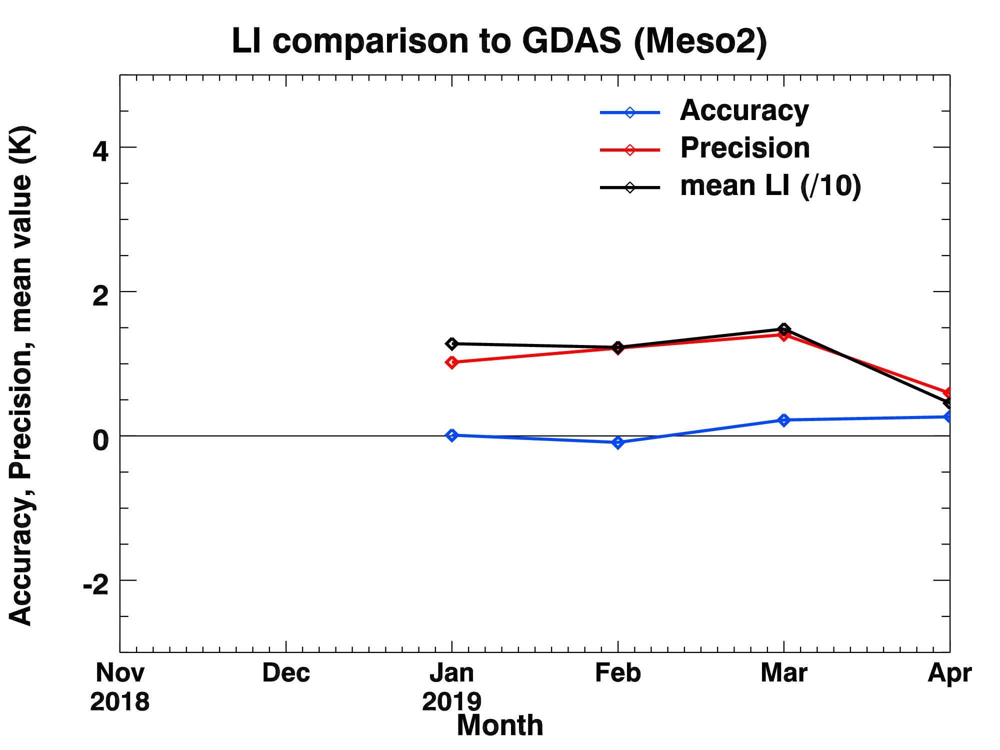 LI comparison to GDAS (Meso2)
Accuracy
Precision
mean LI (/10)
Accuracy, Precision, mean value (K)
4
2
0
-2
Nov Dec Jan Feb Mar Apr
2018 2019
Month